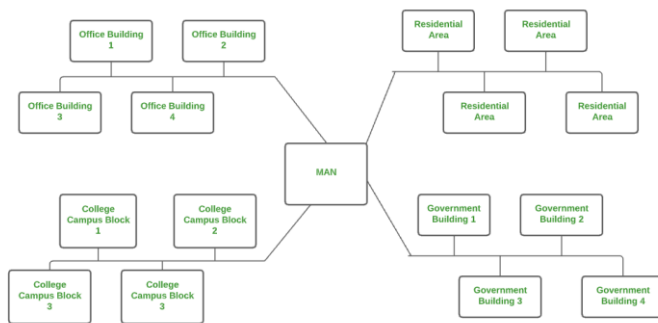 Office Building
1
Office Building
2
Office Building
3
Office Building
4
Residential
Area
Residential
Area
Residential
Area
Residential
Area
MAN
College
Campus Block
1
College
Campus Block
2
College
Campus Block
3
College
Campus Block
3
Government
Building 1
Government
Building 2
Government
Building 3
Government
Building 4